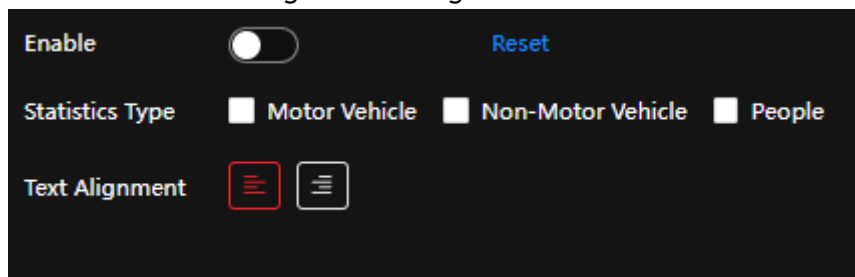 Enable Reset
Statistics Type Motor Vehicle Non-Motor Vehicle People
Text Alignment